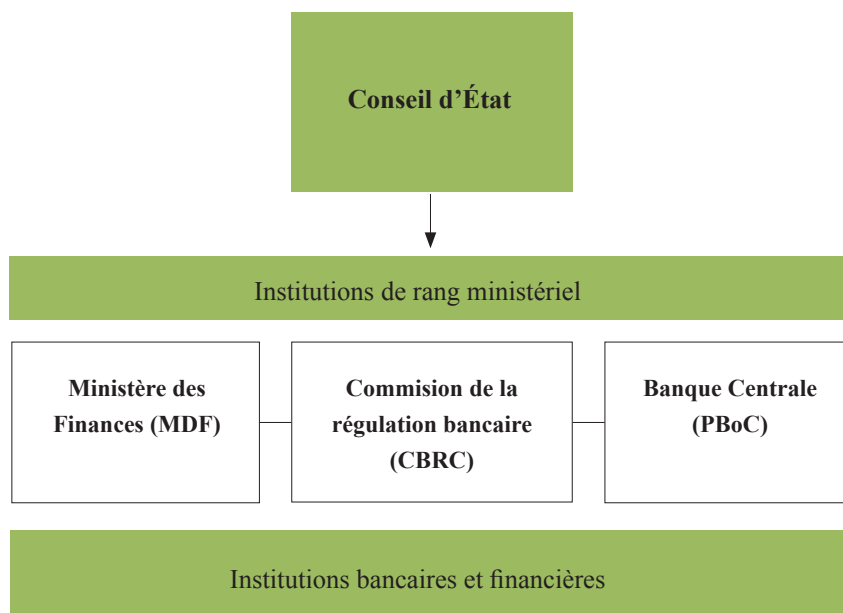 Conseil d’État
Institutions de rang ministériel
Ministère des
Finances (MDF)
Commision de la
régulation bancaire
(CBRC)
Banque Centrale
(PBoC)
Institutions bancaires et financières